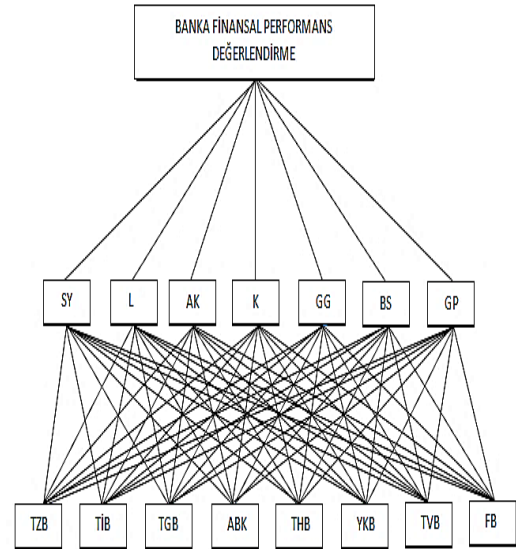 BANKA FİNANSAL PERFORMANS
DEĞERLENDİRME
SY L AK K GG BS GP
TZB TİB TGB ABK THB YKB TVB FB